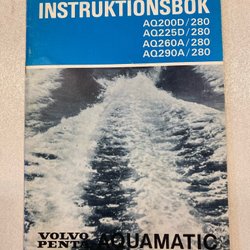 INSTRUKTIONSBOK
AQ200D/280
AQ225D/280
AQ260A/280
AQ290A/280
VOLVO
PENTA AQUAMATIC